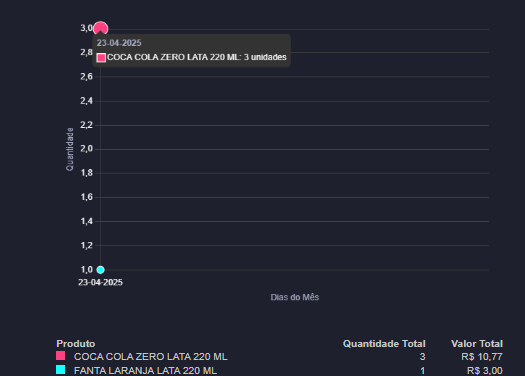 3,0
23-04-2025
COCA COLA ZERO LATA 220 ML: 3 unidades
2,8
2,6
2,4
2,2
2,0
1,8
1,6
1,4
1,2
1,0
Quantidade
23-04-2025
Dias do Mês
Produto Quantidade Total Valor Total
COCA COLA ZERO LATA 220 ML 3 R$ 10,77
FANTA LARANJA LATA 220 ML 1 R$ 3,00